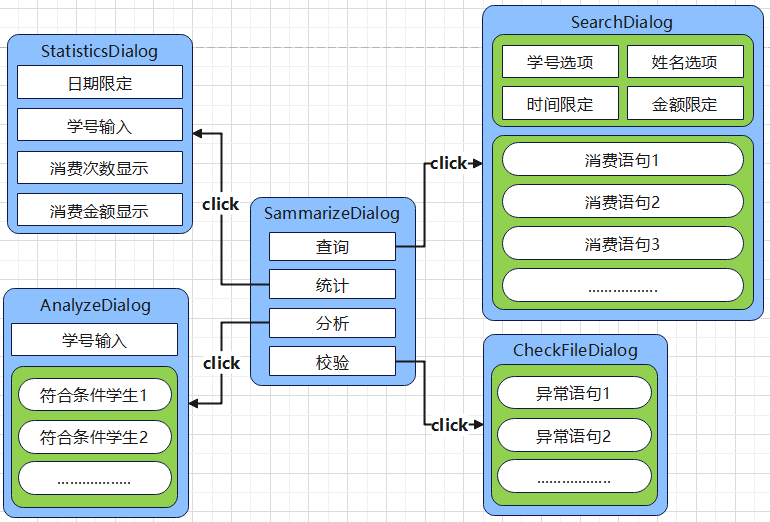 StatisticsDialog
日期限定
学号输入
消费次数显示
消费金额显示
SearchDialog
学号选项
姓名选项
时间限定
金额限定
消费语句1
消费语句2
消费语句3
.................
click
click
SammarizeDialog
查询
统计
分析
校验
click
click
AnalyzeDialog
学号输入
符合条件学生1
符合条件学生2
.................
CheckFileDialog
异常语句1
异常语句2
.................